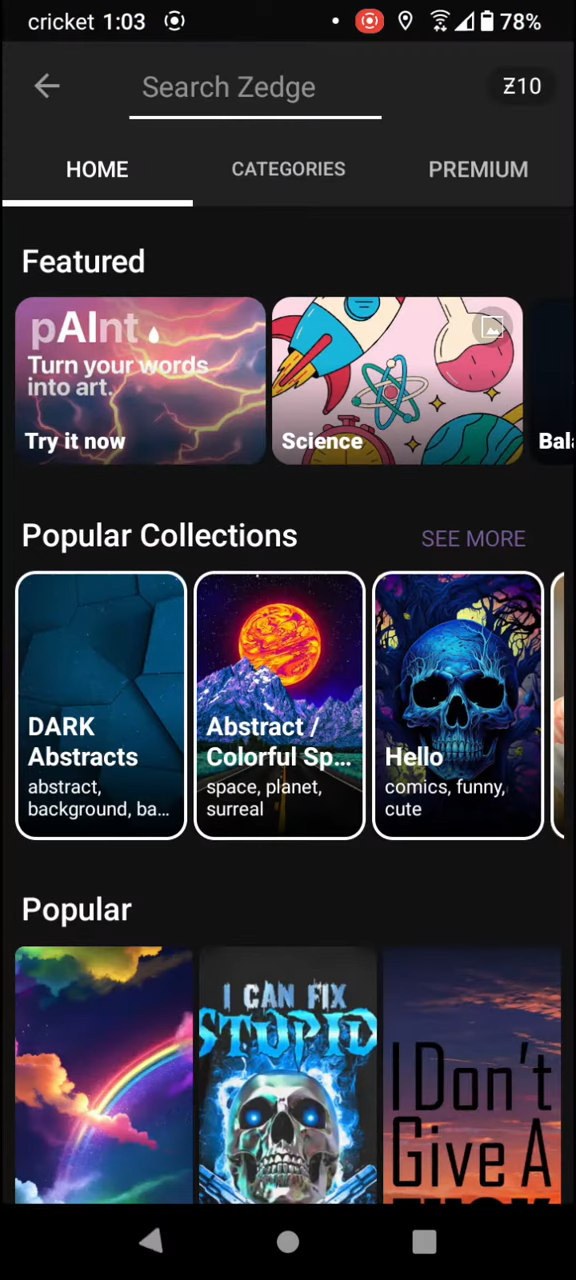 cricket 1:03
78%
Search Zedge
Ƶ10
HOME
CATEGORIES
PREMIUM
Featured
pAInt
Turn your words
into art.
Try it now
Science
Popular Collections
SEE MORE
DARK
Abstracts
abstract,
background, ba…
Abstract /
Colorful Sp…
space, planet,
surreal
Hello
comics, funny,
cute
Popular
I CAN FIX
STUPID
I Don't
Give A